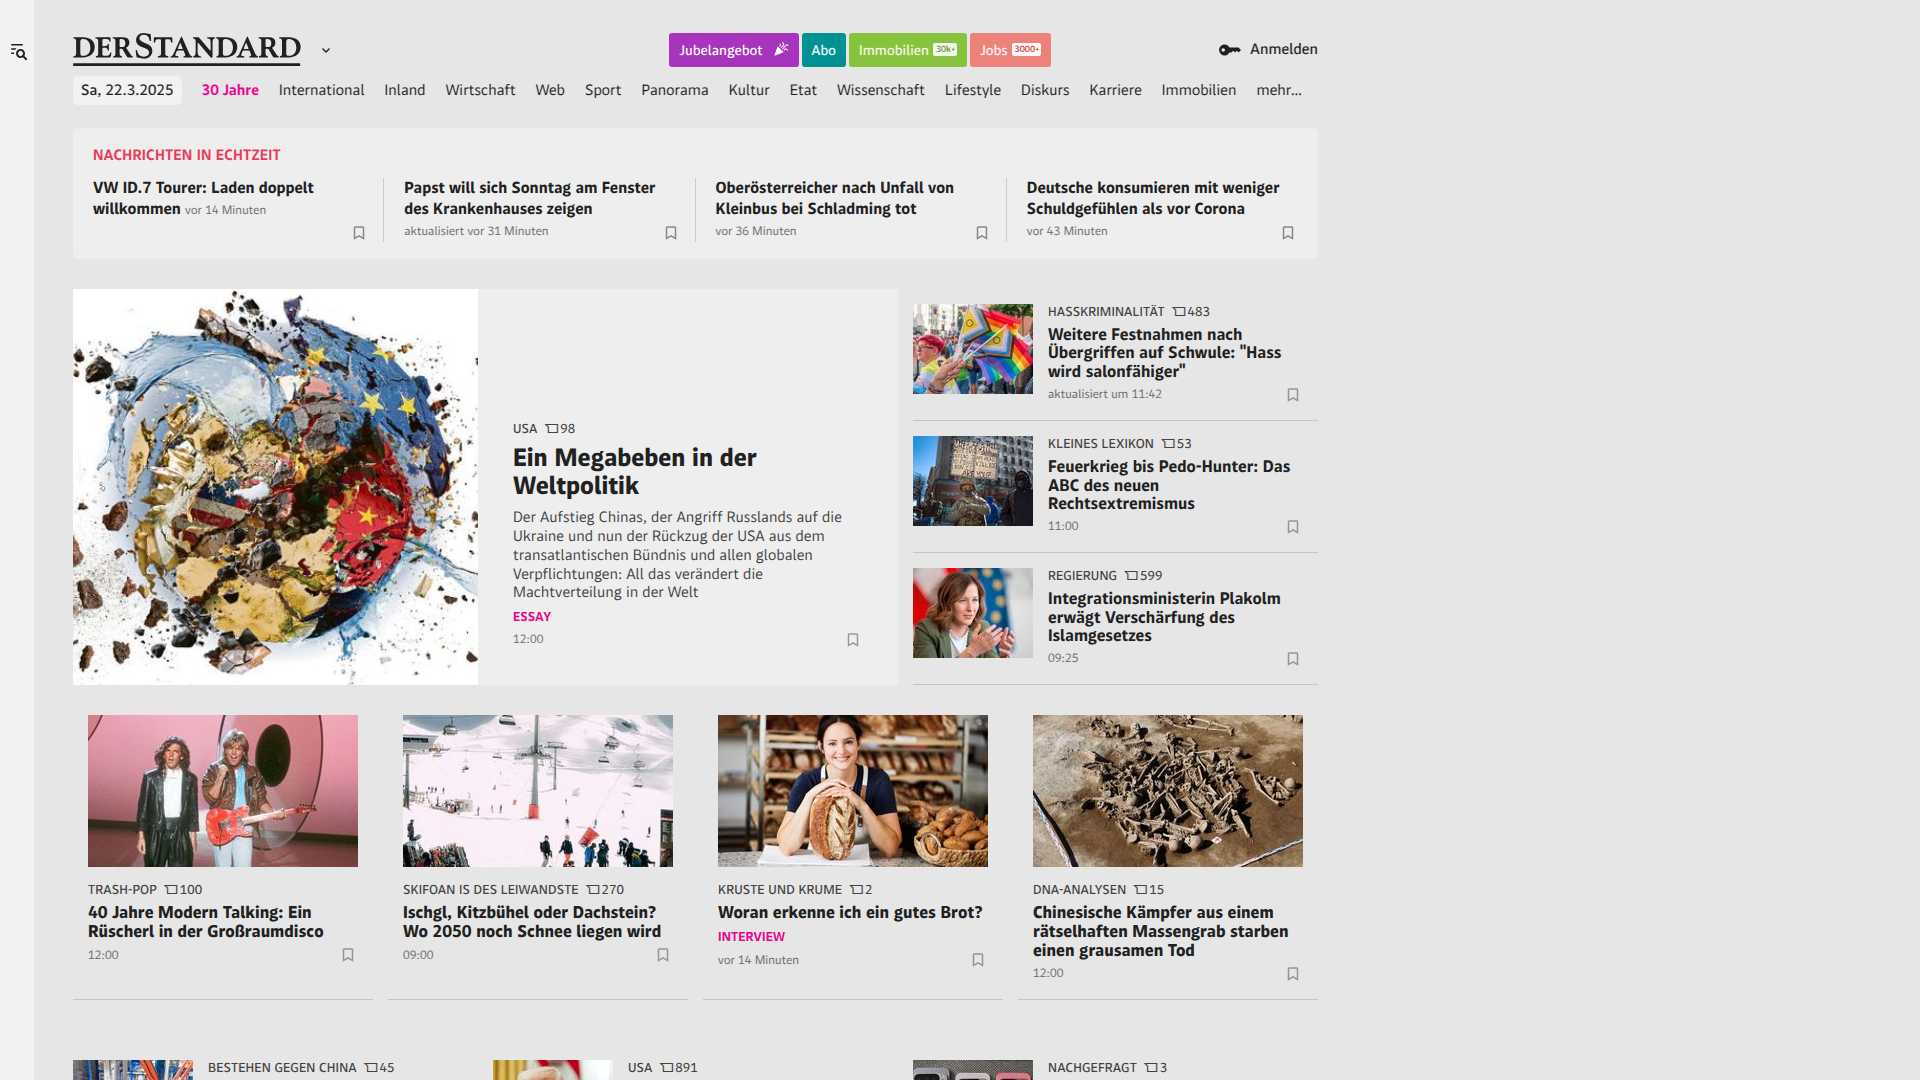 DERSTANDARD
Jubelangebot
Abo
Immobilien 30k+
Jobs 3000+
Anmelden
Sa, 22.3.2025
30 Jahre
International
Inland
Wirtschaft
Web
Sport
Panorama
Kultur
Etat
Wissenschaft
Lifestyle
Diskurs
Karriere
Immobilien
mehr...
NACHRICHTEN IN ECHTZEIT
VW ID.7 Tourer: Laden doppelt
willkommen vor 14 Minuten
Papst will sich Sonntag am Fenster
des Krankenhauses zeigen
aktualisiert vor 31 Minuten
Oberösterreicher nach Unfall von
Kleinbus bei Schladming tot
vor 36 Minuten
Deutsche konsumieren mit weniger
Schuldgefühlen als vor Corona
vor 43 Minuten
USA 98
Ein Megabeben in der
Weltpolitik
Der Aufstieg Chinas, der Angriff Russlands auf die
Ukraine und nun der Rückzug der USA aus dem
transatlantischen Bündnis und allen globalen
Verpflichtungen: All das verändert die
Machtverteilung in der Welt
ESSAY
12:00
HASSKRIMINALITÄT 483
Weitere Festnahmen nach
Übergriffen auf Schwule: "Hass
wird salonfähiger"
aktualisiert um 11:42
KLEINES LEXIKON 53
Feuerkrieg bis Pedo-Hunter: Das
ABC des neuen
Rechtsextremismus
11:00
REGIERUNG 599
Integrationsministerin Plakolm
erwägt Verschärfung des
Islamgesetzes
09:25
TRASH-POP 100
40 Jahre Modern Talking: Ein
Rüscherl in der Großraumdisco
12:00
SKIFOAN IS DES LEIWANDSTE 270
Ischgl, Kitzbühel oder Dachstein?
Wo 2050 noch Schnee liegen wird
09:00
KRUSTE UND KRUME 2
Woran erkenne ich ein gutes Brot?
INTERVIEW
vor 14 Minuten
DNA-ANALYSEN 15
Chinesische Kämpfer aus einem
rätselhaften Massengrab starben
einen grausamen Tod
12:00
BESTEHEN GEGEN CHINA 45
USA 891
NACHGEFRAGT 3